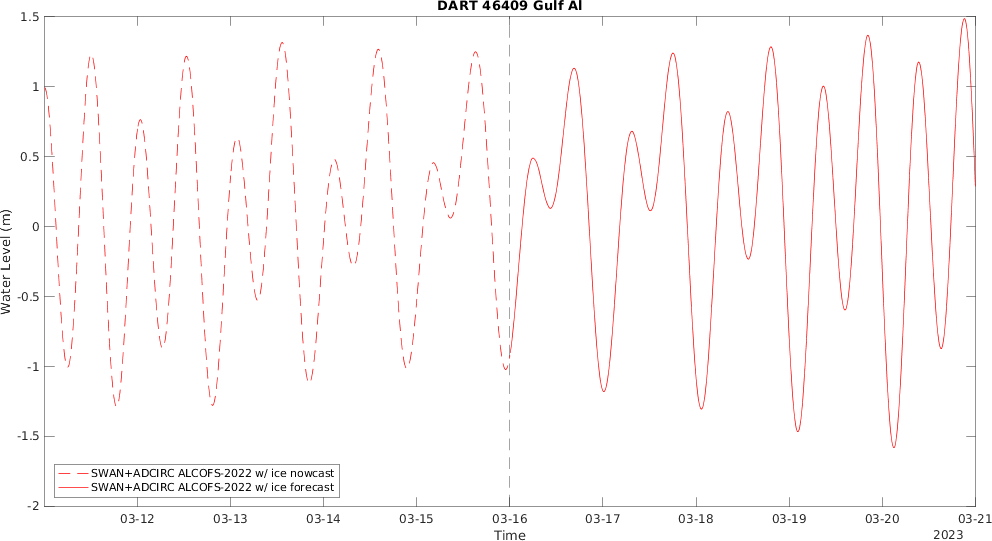 DART 46409 Gulf Al
Water Level (m)
1.5
1
0.5
0
-0.5
-1
-1.5
-2
SWAN+ADCIRC ALCOFS-2022 w/ ice nowcast
SWAN+ADCIRC ALCOFS-2022 w/ ice forecast
03-12 03-13 03-14 03-15 03-16 03-17 03-18 03-19 03-20 03-21
Time
2023